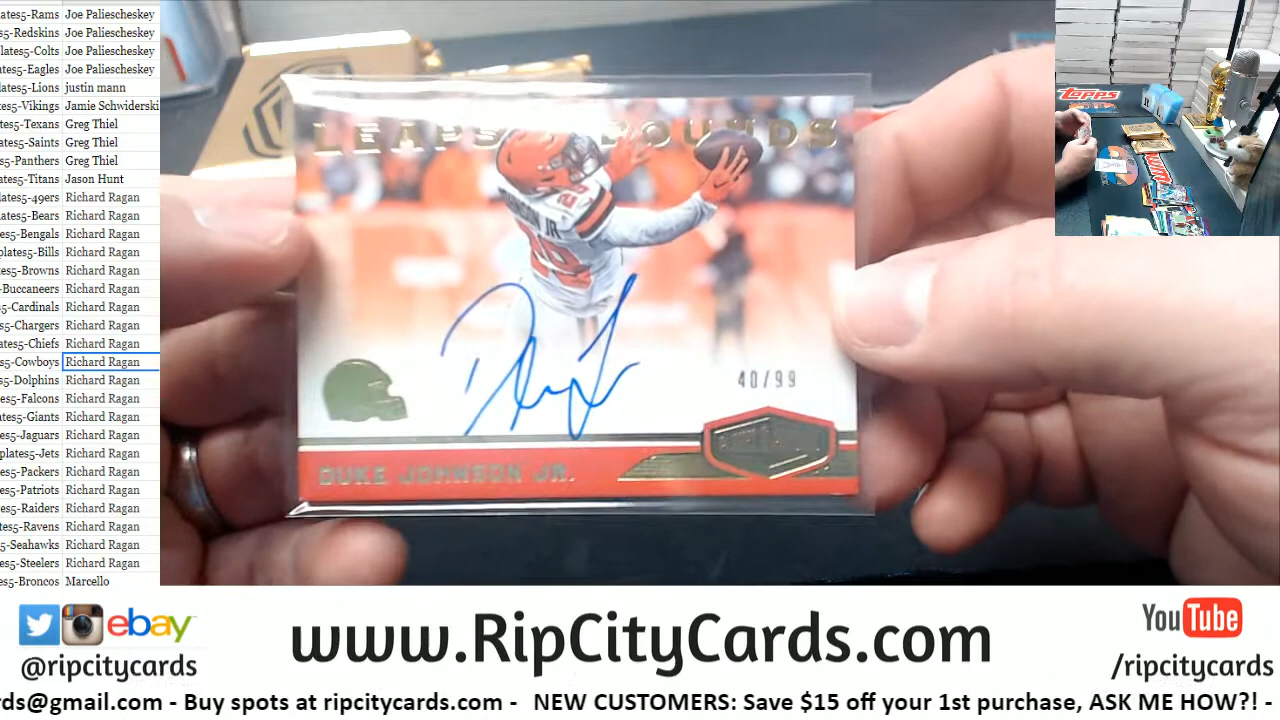 lates5-Rams Joe Paliescheskey
s5-Redskins Joe Paliescheskey
lates5-Colts Joe Paliescheskey
ates5-Eagles Joe Paliescheskey
ates5-Lions justin mann
ates5-Vikings Jamie Schwiderski
ates5-Texans Greg Thiel
ates5-Saints Greg Thiel
s5-Panthers Greg Thiel
ates5-Titans Jason Hunt
plates5-49ers Richard Ragan
ates5-Bears Richard Ragan
es5-Bengals Richard Ragan
plates5-Bills Richard Ragan
es5-Browns Richard Ragan
-Buccaneers Richard Ragan
es5-Cardinals Richard Ragan
es5-Chargers Richard Ragan
ates5-Chiefs Richard Ragan
s5-Cowboys Richard Ragan
es5-Dolphins Richard Ragan
tes5-Falcons Richard Ragan
ates5-Giants Richard Ragan
es5-Jaguars Richard Ragan
plates5-Jets Richard Ragan
es5-Packers Richard Ragan
es5-Patriots Richard Ragan
es5-Raiders Richard Ragan
tes5-Ravens Richard Ragan
5-Seahawks Richard Ragan
es5-Steelers Richard Ragan
es5-Broncos Marcello
LEAPS BOUNDS
JOHNSON JR
29
40/99
DUKE JOHNSON JR.
Topps
ebay
@ripcitycards
www.RipCityCards.com
YouTube
/ripcitycards
rds@gmail.com - Buy spots at ripcitycards.com - NEW CUSTOMERS: Save $15 off your 1st purchase, ASK ME HOW?! -